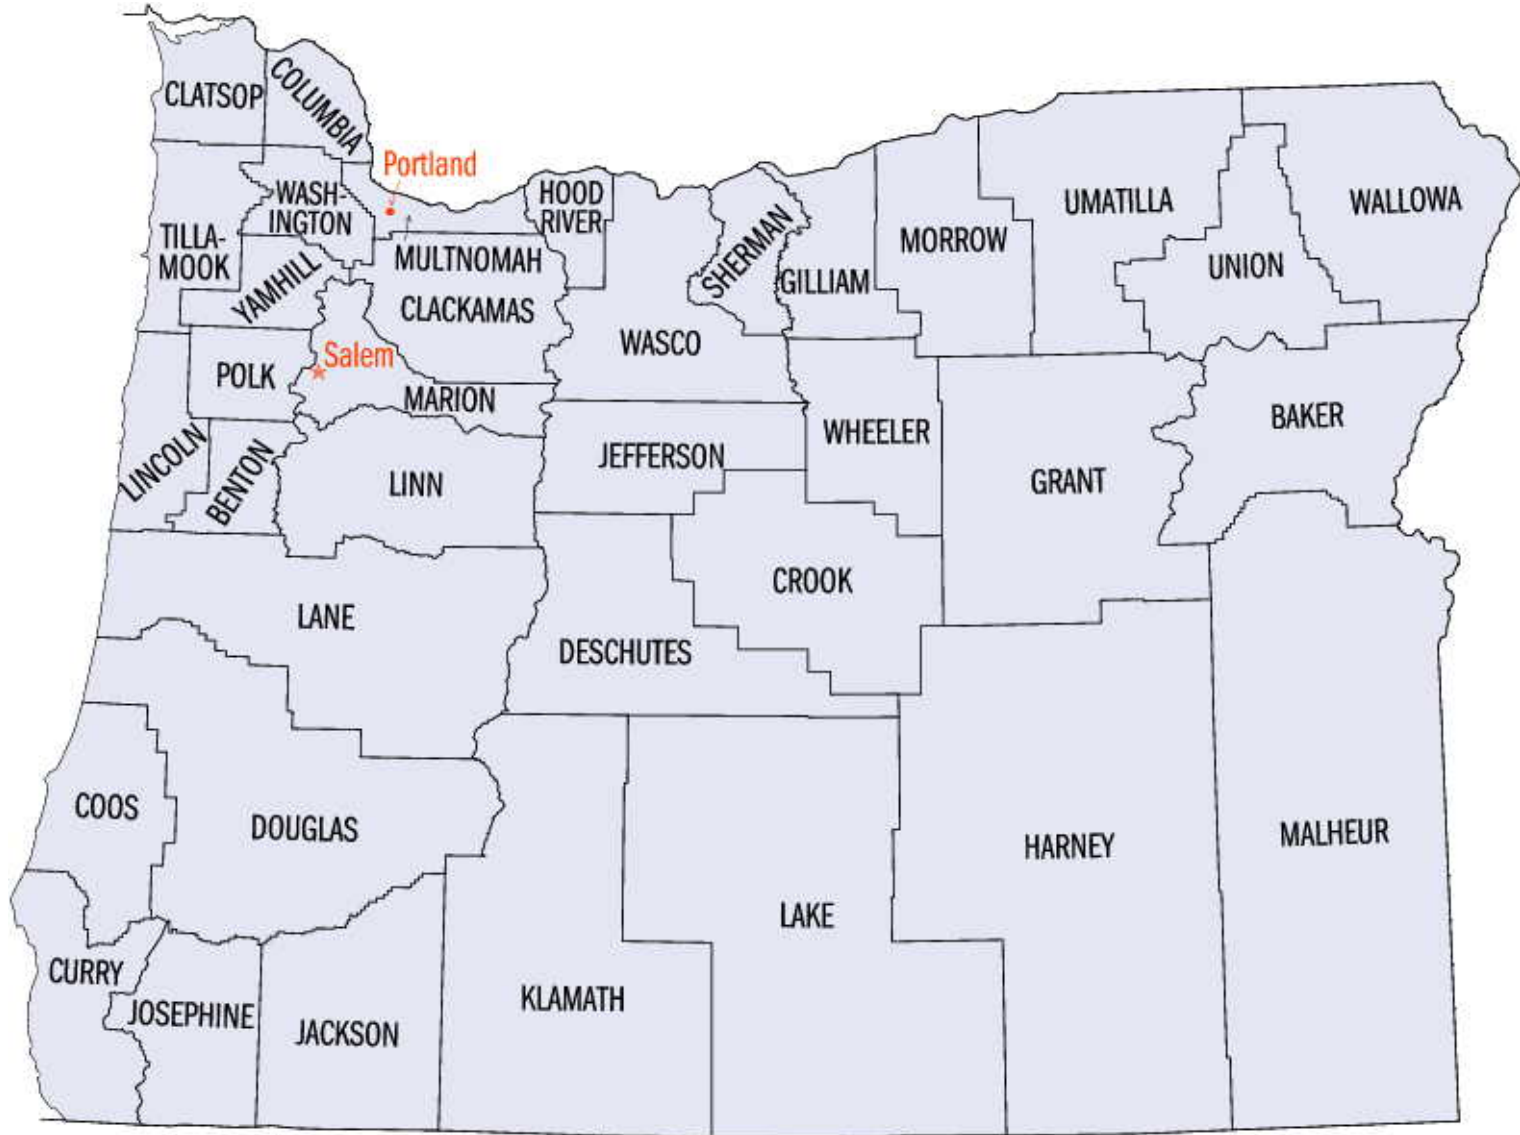 CLATSOP
COLUMBIA
Portland
HOOD
RIVER
WASH-
INGTON
TILLA-
MOOK
MULTNOMAH
YAMHILL
CLACKAMAS
SHERMAN
GILLIAM
MORROW
UMATILLA
UNION
WALLOWA
WASCO
POLK
Salem
MARION
LINCOLN
BENTON
LINN
JEFFERSON
WHEELER
GRANT
BAKER
LANE
CROOK
DESCHUTES
COOS
DOUGLAS
HARNEY
MALHEUR
LAKE
CURRY
JOSEPHINE
JACKSON
KLAMATH